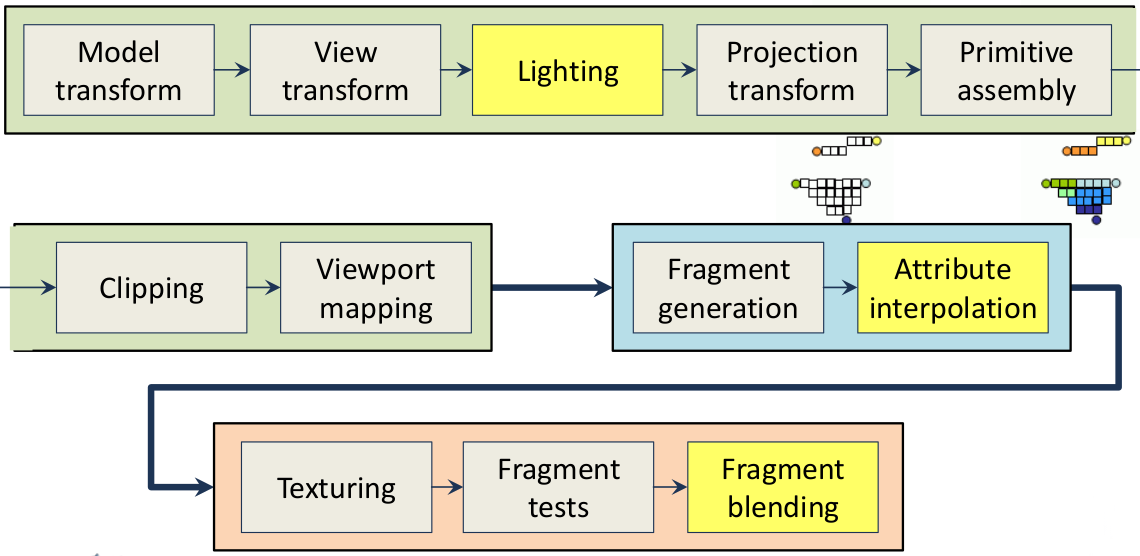 Model
transform
View
transform
Lighting
Projection
transform
Primitive
assembly
Clipping
Viewport
mapping
Fragment
generation
Attribute
interpolation
Texturing
Fragment
tests
Fragment
blending